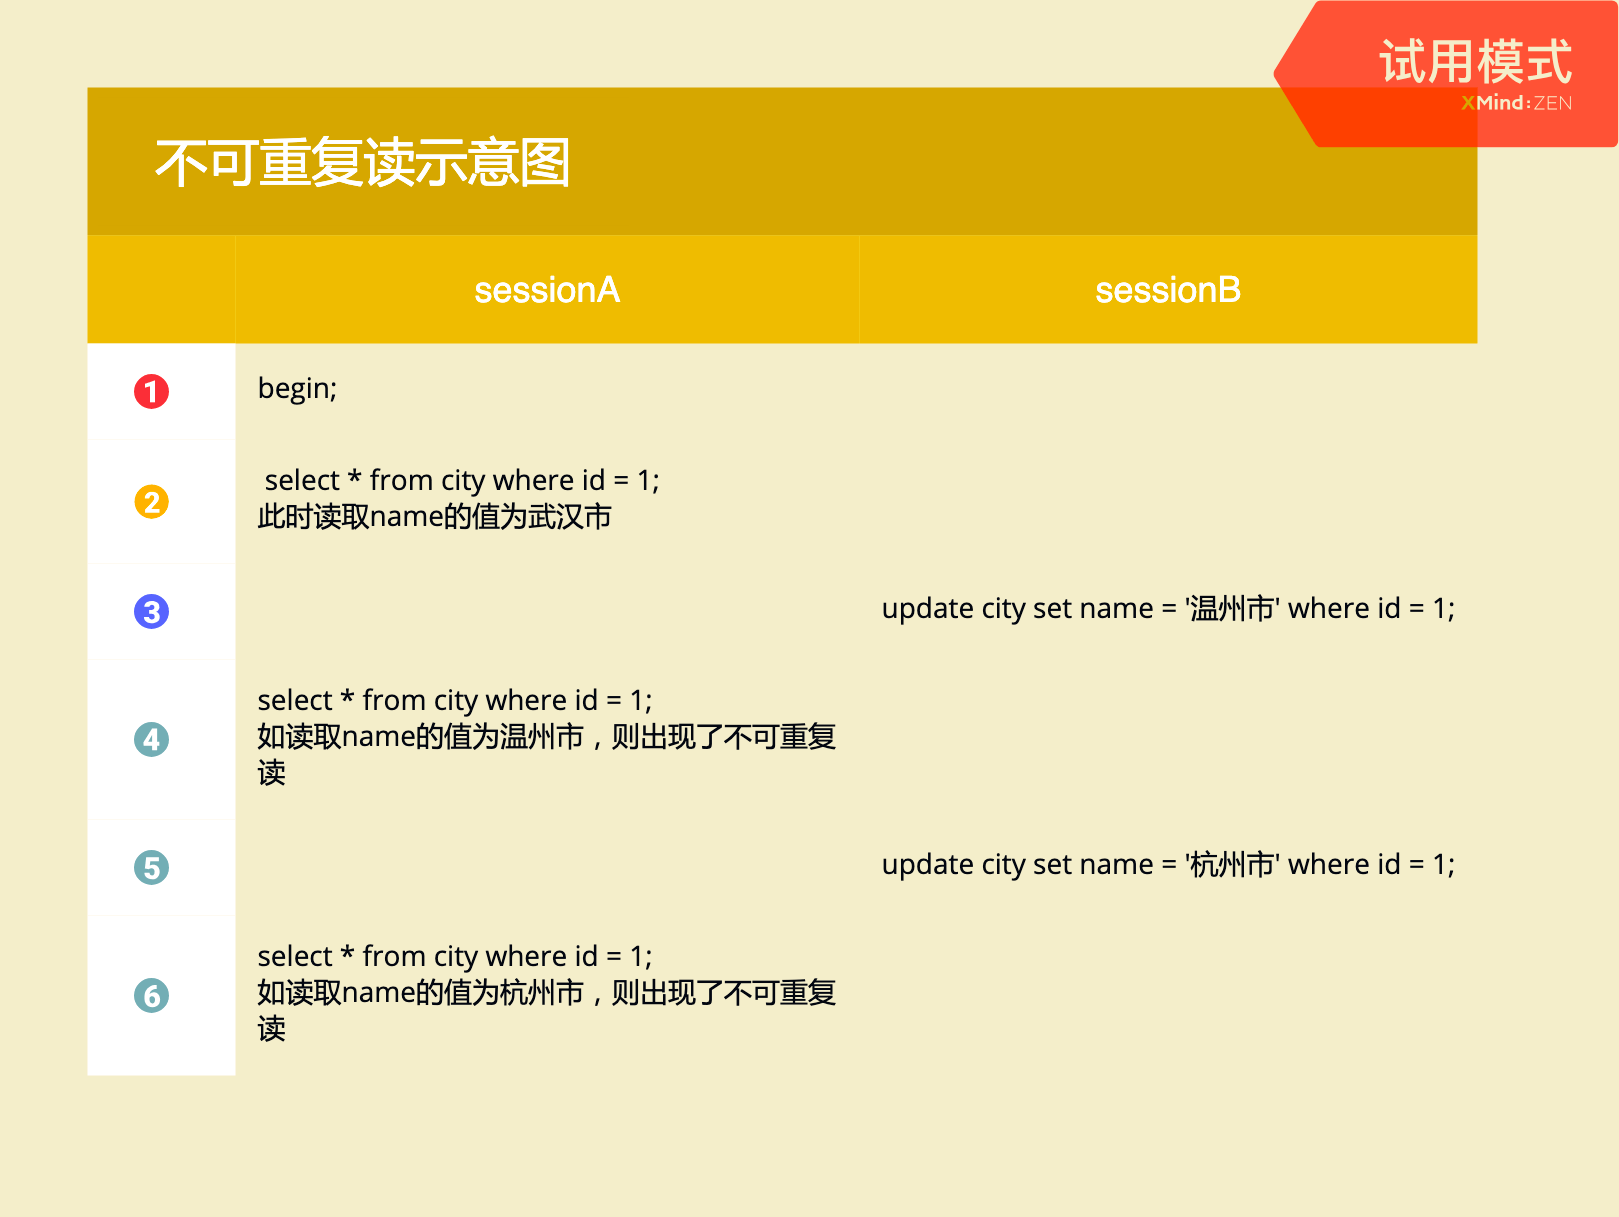 试用模式
XMind:ZEN
不可重复读示意图
sessionA
sessionB
1
begin;
2
select * from city where id = 1;
此时读取name的值为武汉市
3
update city set name = '温州市' where id = 1;
4
select * from city where id = 1;
如读取name的值为温州市，则出现了不可重复
读
5
update city set name = '杭州市' where id = 1;
6
select * from city where id = 1;
如读取name的值为杭州市，则出现了不可重复
读